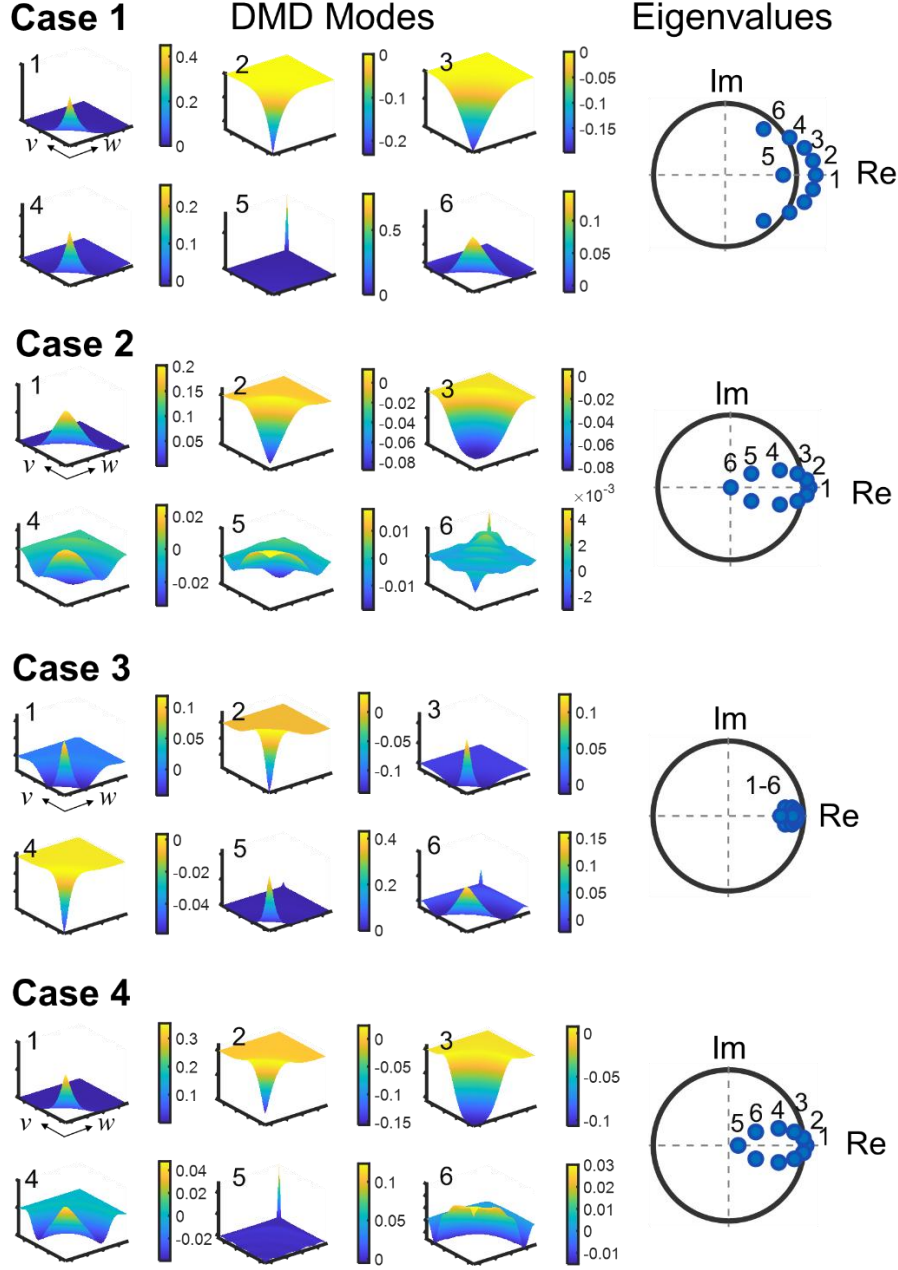 Case 1 DMD Modes Eigenvalues
1 0.4 0.2 0
v w
2 0 -0.1 -0.2
3 0 -0.05 -0.1 -0.15
Im
6 4 3 2 5 1 Re
4 0.2 0.1 0
5 0.5 0
6 0.1 0.05 0
Case 2
1 0.2 0.15 0.1 0.05
v w
2 0 -0.02 -0.04 -0.06 -0.08
3 0 -0.02 -0.04 -0.06 -0.08
Im
6 5 4 3 2 1 Re
4 0.02 0 -0.02
5 0.01 0 -0.01
6 ×10⁻³ 4 2 0 -2
Case 3
1 0.1 0.05 0
v w
2 0 -0.05 -0.1
3 0.1 0.05 0
Im
1-6 Re
4 0 -0.02 -0.04
5 0.4 0.2 0
6 0.15 0.1 0.05 0
Case 4
1 0.3 0.2 0.1
v w
2 0 -0.05 -0.1 -0.15
3 0 -0.05 -0.1
Im
5 6 4 3 2 1 Re
4 0.04 0.02 0 -0.02
5 0.1 0.05 0
6 0.03 0.02 0.01 0 -0.01